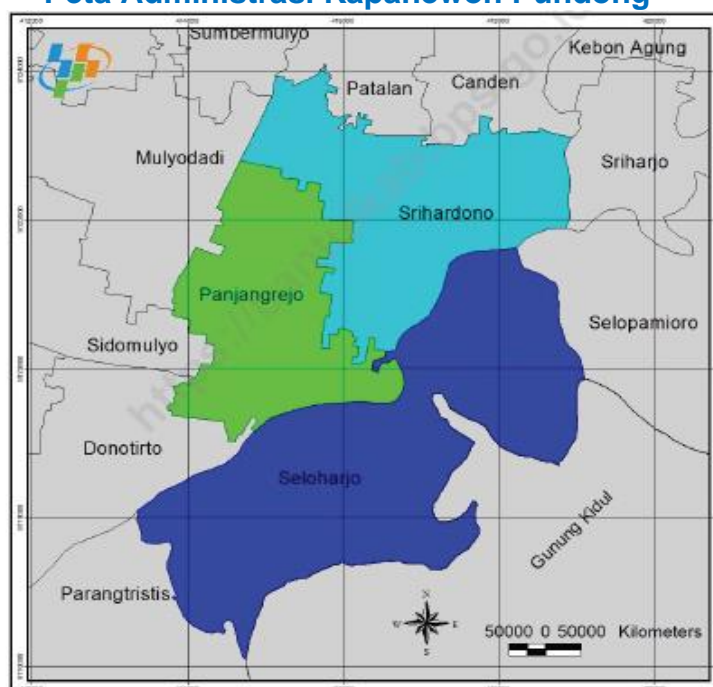 Peta Administrasi Kapanewon Pundong
Sumbermulyo
Kebon Agung
Patalan
Canden
Mulyodadi
Sriharjo
Srihardono
Panjangrejo
Selopamioro
Sidomulyo
Donotirto
Seloharjo
Gunung Kidul
Parangtristis
N
W E
S
50000 0 50000 Kilometers